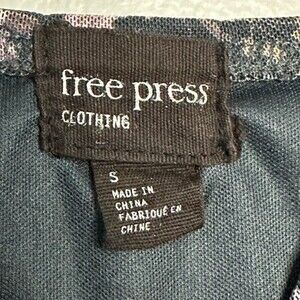 free press
CLOTHING
S
MADE IN
CHINA
FABRIQUÉ EN
CHINE